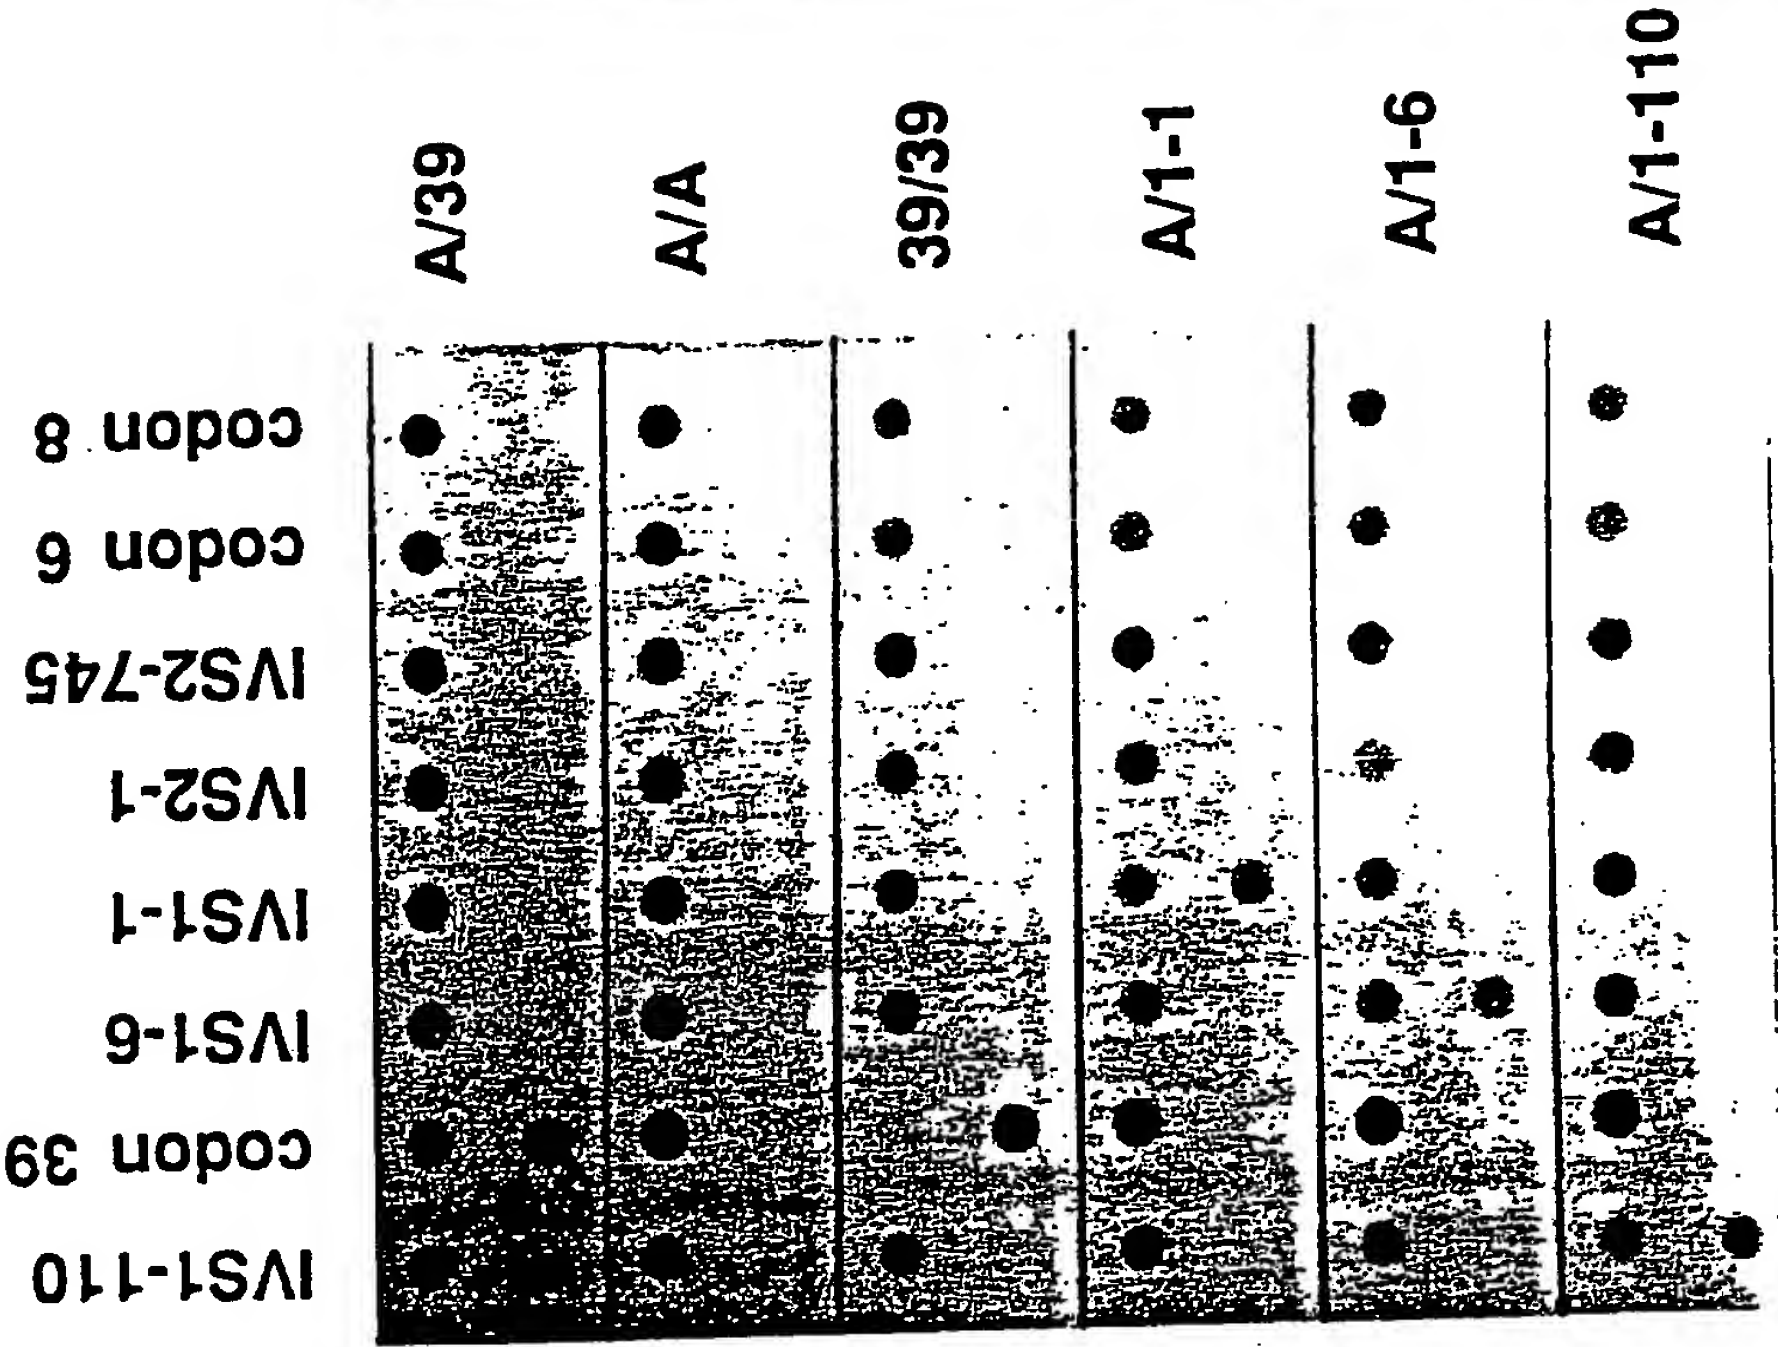 A/39
A/A
39/39
A/1-1
A/1-6
A/1-110
codon 8
codon 6
IVS2-745
IVS2-1
IVS1-1
IVS1-6
codon 39
IVS1-110